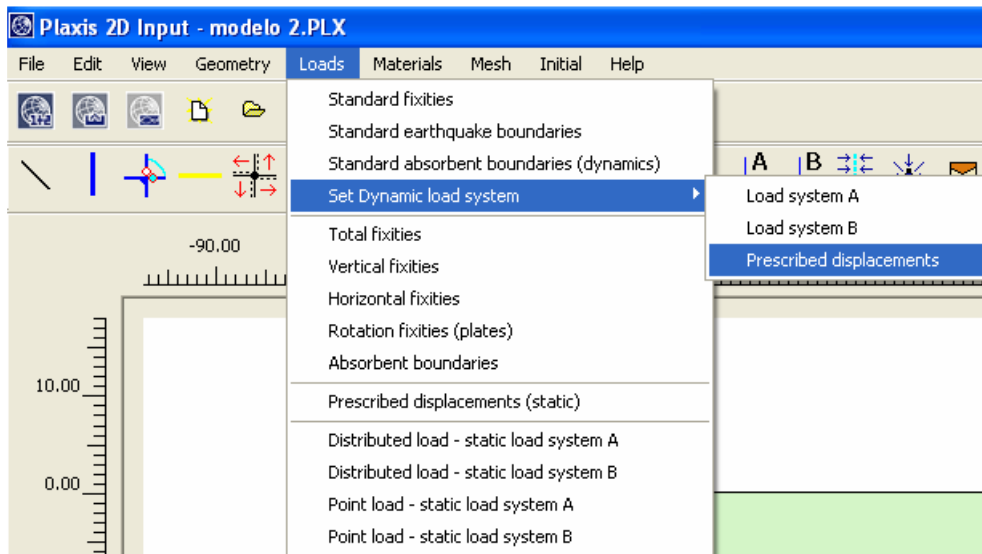 Plaxis 2D Input - modelo 2.PLX
File Edit View Geometry Loads Materials Mesh Initial Help
Standard fixities
Standard earthquake boundaries
Standard absorbent boundaries (dynamics)
A B
Set Dynamic load system
Load system A
Load system B
Prescribed displacements
Total fixities
Vertical fixities
Horizontal fixities
Rotation fixities (plates)
Absorbent boundaries
Prescribed displacements (static)
Distributed load - static load system A
Distributed load - static load system B
Point load - static load system A
Point load - static load system B
-90.00
10.00
0.00